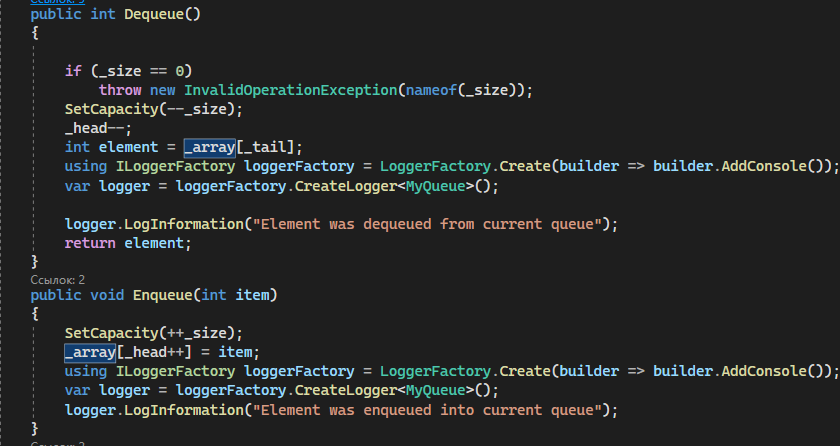 Ссылок: 3
public int Dequeue()
{
if (_size == 0)
throw new InvalidOperationException(nameof(_size));
SetCapacity(--_size);
_head--;
int element = _array[_tail];
using ILoggerFactory loggerFactory = LoggerFactory.Create(builder => builder.AddConsole());
var logger = loggerFactory.CreateLogger<MyQueue>();
logger.LogInformation("Element was dequeued from current queue");
return element;
}
Ссылок: 2
public void Enqueue(int item)
{
SetCapacity(++_size);
_array[_head++] = item;
using ILoggerFactory loggerFactory = LoggerFactory.Create(builder => builder.AddConsole());
var logger = loggerFactory.CreateLogger<MyQueue>();
logger.LogInformation("Element was enqueued into current queue");
}